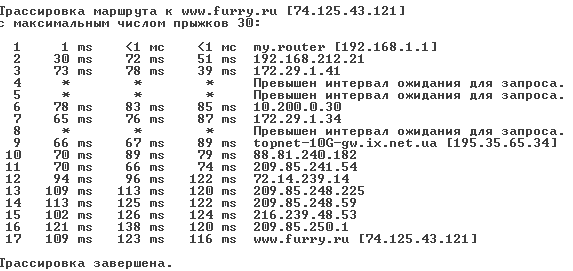 Трассировка маршрута к www.furry.ru [74.125.43.121]
с максимальным числом прыжков 30:
1 1 ms <1 мс <1 мс my.router [192.168.1.1]
2 30 ms 72 ms 51 ms 192.168.212.21
3 73 ms 78 ms 39 ms 172.29.1.41
4 * * * Превышен интервал ожидания для запроса.
5 * * * Превышен интервал ожидания для запроса.
6 78 ms 83 ms 85 ms 10.200.0.30
7 65 ms 76 ms 87 ms 172.29.1.34
8 * * * Превышен интервал ожидания для запроса.
9 66 ms 67 ms 89 ms topnet-10G-gw.ix.net.ua [195.35.65.34]
10 70 ms 89 ms 79 ms 88.81.240.182
11 70 ms 66 ms 74 ms 209.85.241.54
12 94 ms 96 ms 122 ms 72.14.239.14
13 109 ms 113 ms 120 ms 209.85.248.225
14 113 ms 125 ms 122 ms 209.85.248.59
15 102 ms 126 ms 124 ms 216.239.48.53
16 121 ms 138 ms 120 ms 209.85.250.1
17 109 ms 123 ms 116 ms www.furry.ru [74.125.43.121]
Трассировка завершена.